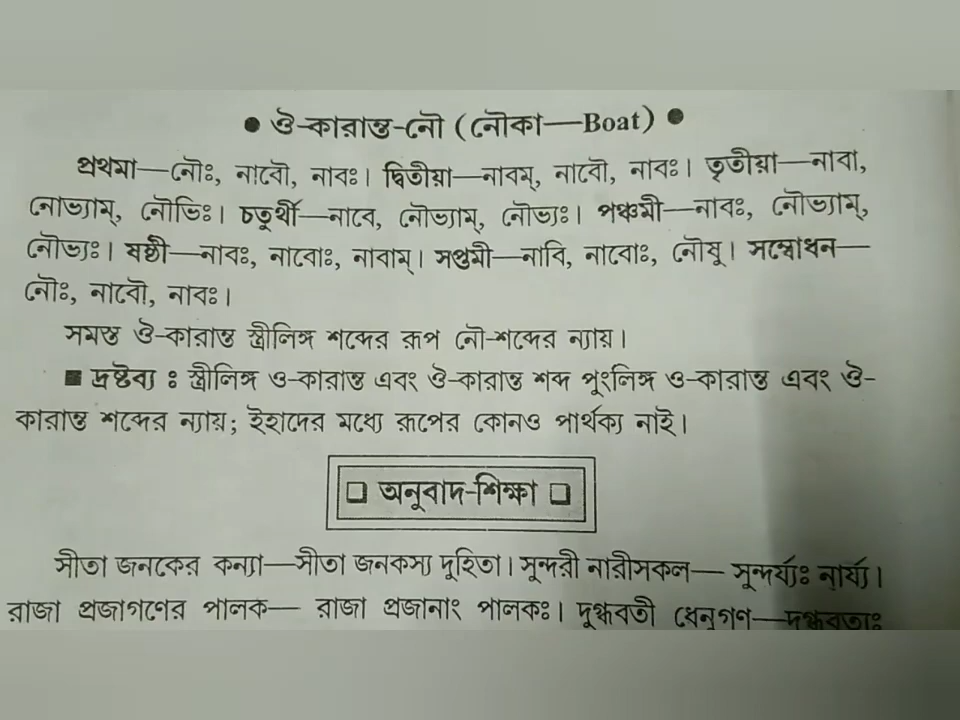 ● ঔ-কারান্ত-নৌ (নৌকা—Boat) ●
প্রথমা—নৌঃ, নাবৌ, নাবঃ। দ্বিতীয়া—নাবম্, নাবৌ, নাবঃ। তৃতীয়া—নাবা,
নৌভ্যাম্, নৌভিঃ। চতুর্থী—নাবে, নৌভ্যাম্, নৌভ্যঃ। পঞ্চমী—নাবঃ, নৌভ্যাম্,
নৌভ্যঃ। ষষ্ঠী—নাবঃ, নাবোঃ, নাবাম্। সপ্তমী—নাবি, নাবোঃ, নৌষু। সম্বোধন—
নৌঃ, নাবৌ, নাবঃ।
সমস্ত ঔ-কারান্ত স্ত্রীলিঙ্গ শব্দের রূপ নৌ-শব্দের ন্যায়।
■ দ্রষ্টব্য ঃ স্ত্রীলিঙ্গ ও-কারান্ত এবং ঔ-কারান্ত শব্দ পুংলিঙ্গ ও-কারান্ত এবং ঔ-
কারান্ত শব্দের ন্যায়; ইহাদের মধ্যে রূপের কোনও পার্থক্য নাই।
❑ অনুবাদ-শিক্ষা ❑
সীতা জনকের কন্যা—সীতা জনকস্য দুহিতা। সুন্দরী নারীসকল— সুন্দর্য্যঃ নার্য্য।
রাজা প্রজাগণের পালক— রাজা প্রজানাং পালকঃ। দুগ্ধবতী ধেনুগণ—দুগ্ধবত্যঃ